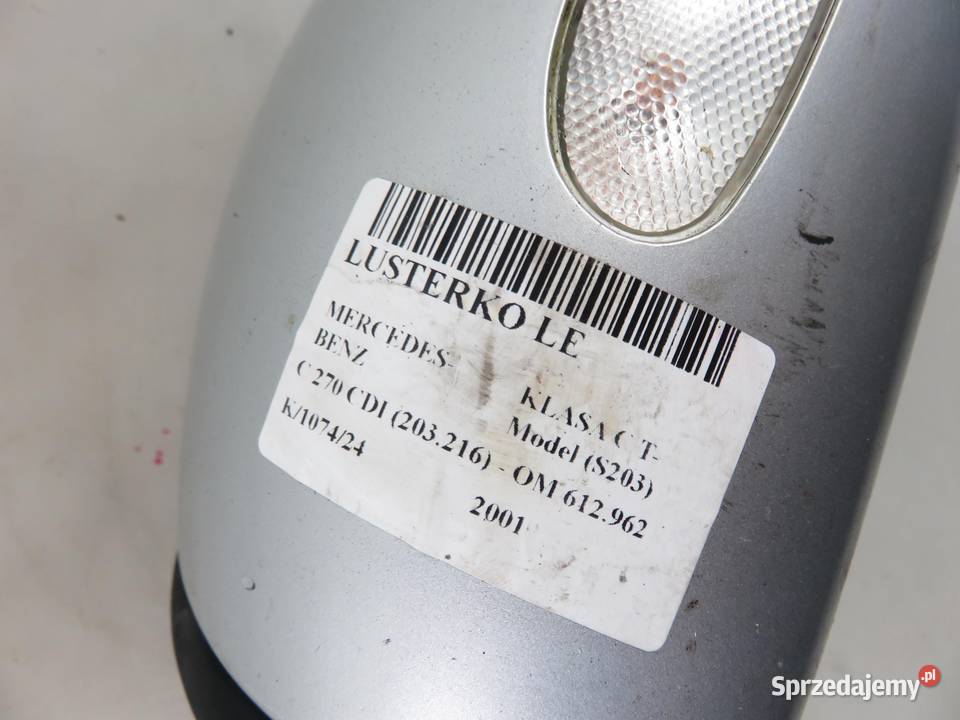 LUSTERKO LE
MERCEDES-
BENZ
KLASA C T-
Model (S203)
C 270 CDI (203.216) - OM 612.962
K/1074/24
2001
Sprzedajemy.pl